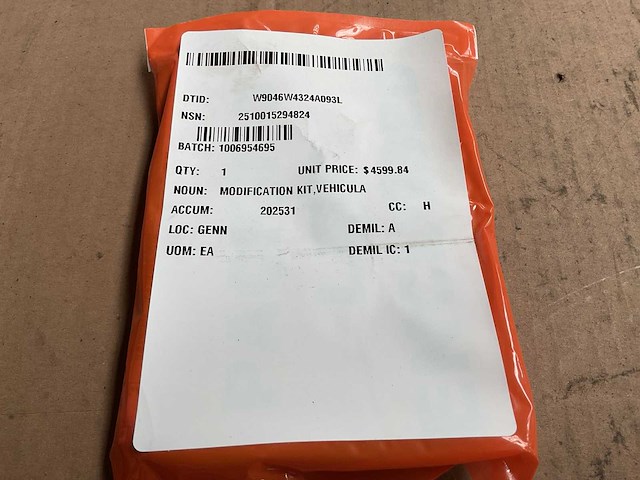 DTID: W9046W4324A093L
NSN: 2510015294824
BATCH: 1006954695
QTY: 1 UNIT PRICE: $4599.84
NOUN: MODIFICATION KIT,VEHICULA
ACCUM: 202531 CC: H
LOC: GENN DEMIL: A
UOM: EA DEMIL IC: 1